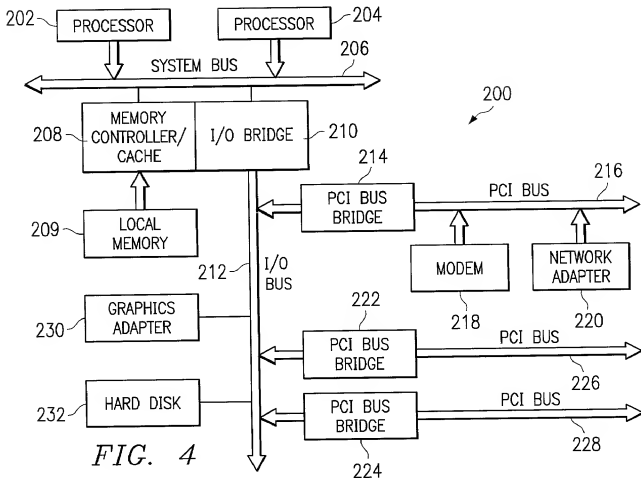 202
PROCESSOR
PROCESSOR
204
SYSTEM BUS
206
200
208
MEMORY
CONTROLLER/
CACHE
I/O BRIDGE
210
214
216
PCI BUS
BRIDGE
PCI BUS
209
LOCAL
MEMORY
212
I/O
BUS
MODEM
NETWORK
ADAPTER
218
220
230
GRAPHICS
ADAPTER
222
PCI BUS
BRIDGE
PCI BUS
226
232
HARD DISK
PCI BUS
BRIDGE
PCI BUS
228
224
FIG. 4